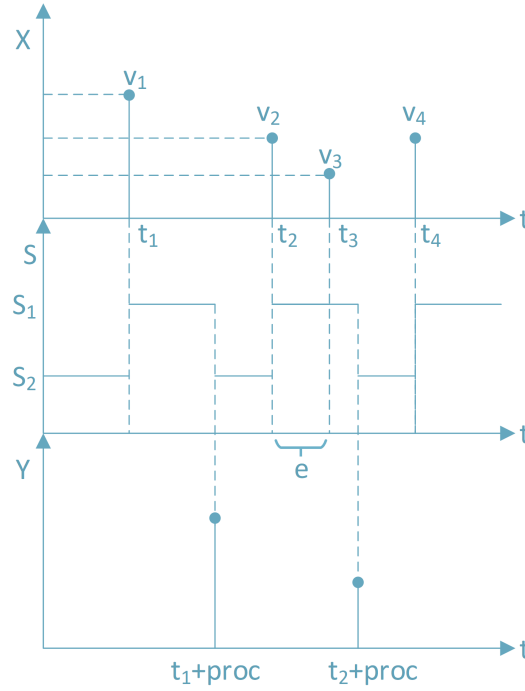 X
v₁
v₂
v₃
v₄
t₁
t₂
t₃
t₄
t
S
S₁
S₂
t
Y
e
t₁+proc
t₂+proc
t